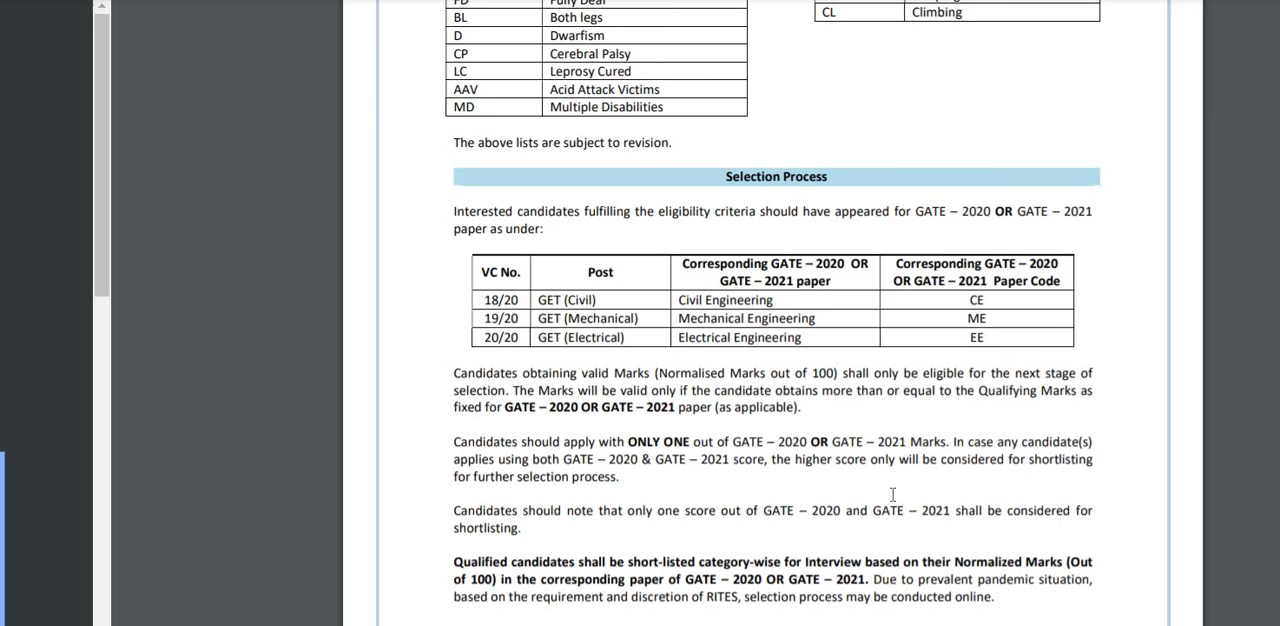 FD Fully Deaf
BL Both legs
D Dwarfism
CP Cerebral Palsy
LC Leprosy Cured
AAV Acid Attack Victims
MD Multiple Disabilities
CL Climbing
The above lists are subject to revision.
Selection Process
Interested candidates fulfilling the eligibility criteria should have appeared for GATE – 2020 OR GATE – 2021
paper as under:
VC No. Post Corresponding GATE – 2020 OR Corresponding GATE – 2020
GATE – 2021 paper OR GATE – 2021 Paper Code
18/20 GET (Civil) Civil Engineering CE
19/20 GET (Mechanical) Mechanical Engineering ME
20/20 GET (Electrical) Electrical Engineering EE
Candidates obtaining valid Marks (Normalised Marks out of 100) shall only be eligible for the next stage of
selection. The Marks will be valid only if the candidate obtains more than or equal to the Qualifying Marks as
fixed for GATE – 2020 OR GATE – 2021 paper (as applicable).
Candidates should apply with ONLY ONE out of GATE – 2020 OR GATE – 2021 Marks. In case any candidate(s)
applies using both GATE – 2020 & GATE – 2021 score, the higher score only will be considered for shortlisting
for further selection process.
Candidates should note that only one score out of GATE – 2020 and GATE – 2021 shall be considered for
shortlisting.
Qualified candidates shall be short-listed category-wise for Interview based on their Normalized Marks (Out
of 100) in the corresponding paper of GATE – 2020 OR GATE – 2021. Due to prevalent pandemic situation,
based on the requirement and discretion of RITES, selection process may be conducted online.